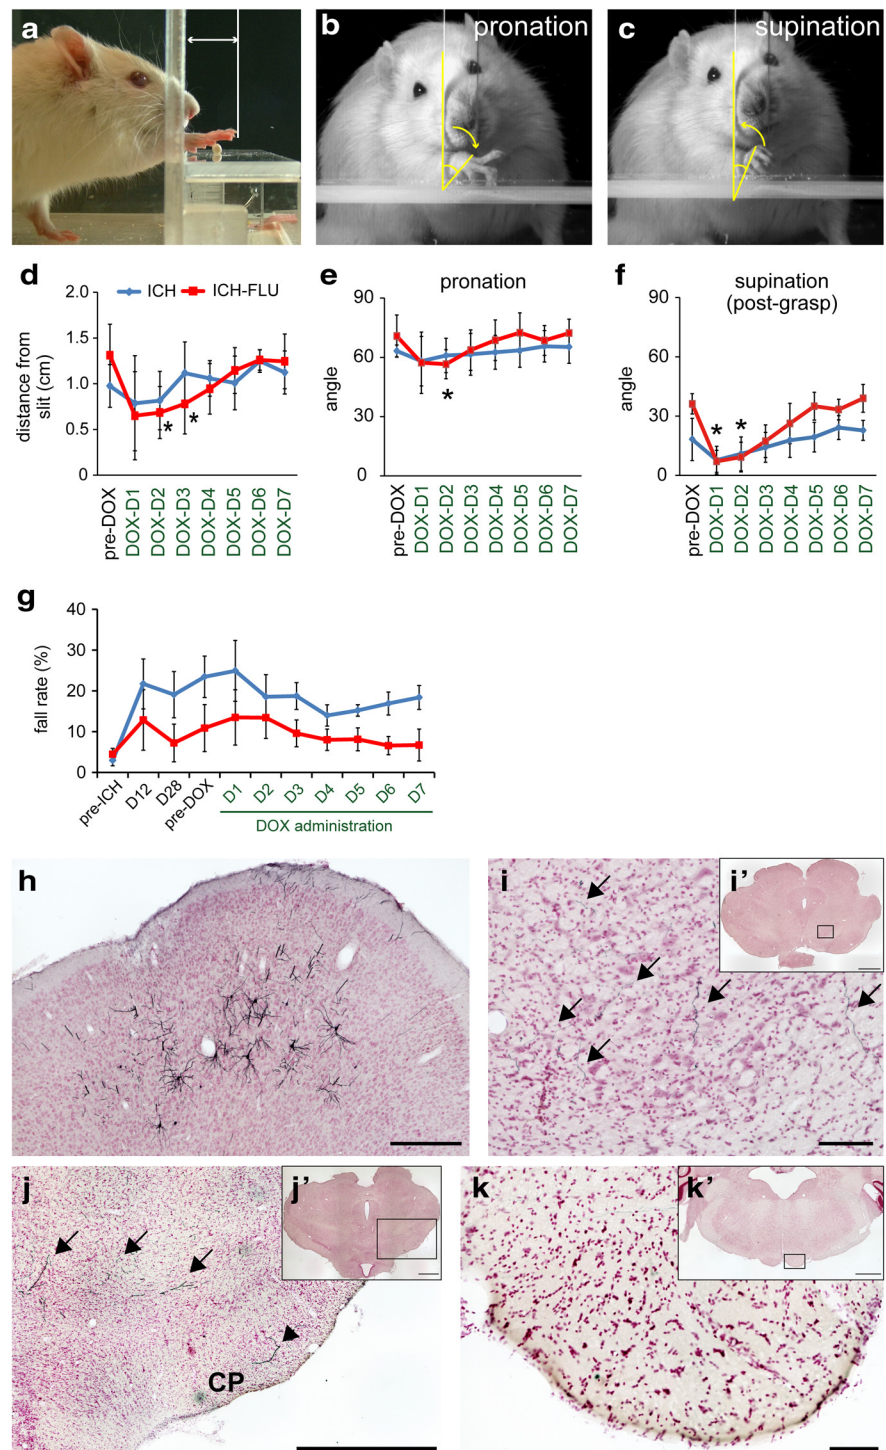 a
b
pronation
c
supination
d
ICH
ICH-FLU
distance from
slit (cm)
2.0
1.5
1.0
0.5
0
pre-DOX
DOX-D1
DOX-D2
DOX-D3
DOX-D4
DOX-D5
DOX-D6
DOX-D7
*
*
e
pronation
angle
90
60
30
0
*
pre-DOX
DOX-D1
DOX-D2
DOX-D3
DOX-D4
DOX-D5
DOX-D6
DOX-D7
f
supination
(post-grasp)
angle
90
60
30
0
*
*
pre-DOX
DOX-D1
DOX-D2
DOX-D3
DOX-D4
DOX-D5
DOX-D6
DOX-D7
g
fall rate (%)
40
30
20
10
0
pre-ICH
D12
D28
pre-DOX
D1
D2
D3
D4
D5
D6
D7
DOX administration
h
i
i’
j
j’
CP
k
k’